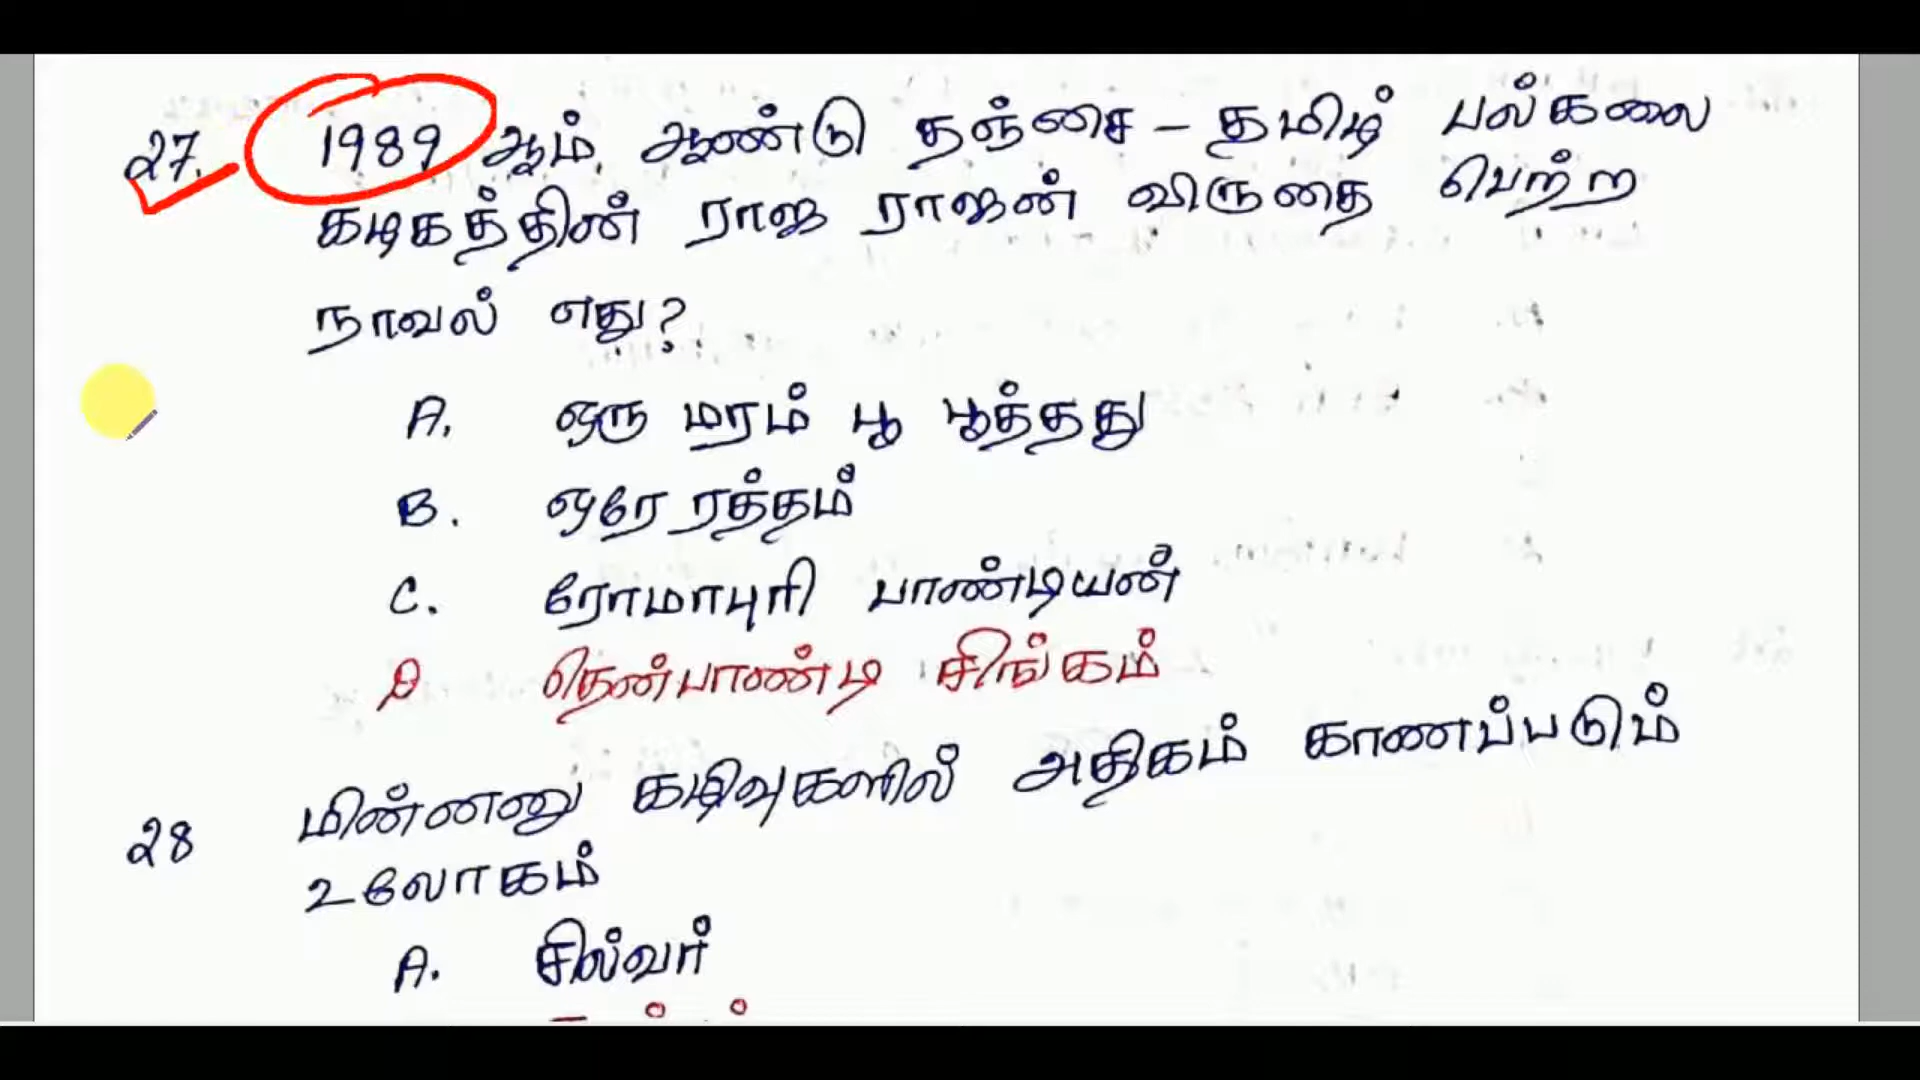 27. 1989 ஆம் ஆண்டு தஞ்சை - தமிழ் பல்கலை
கழகத்தின் ராஜ ராஜன் விருதை பெற்ற
நாவல் எது?
A. ஒரு மரம் பூ பூத்தது
B. ஒரே ரத்தம்
C. ரோமாபுரி பாண்டியன்
D தென்பாண்டி சிங்கம்
28 மின்னணு கழிவுகளில் அதிகம் காணப்படும்
உலோகம்
A. சில்வர்